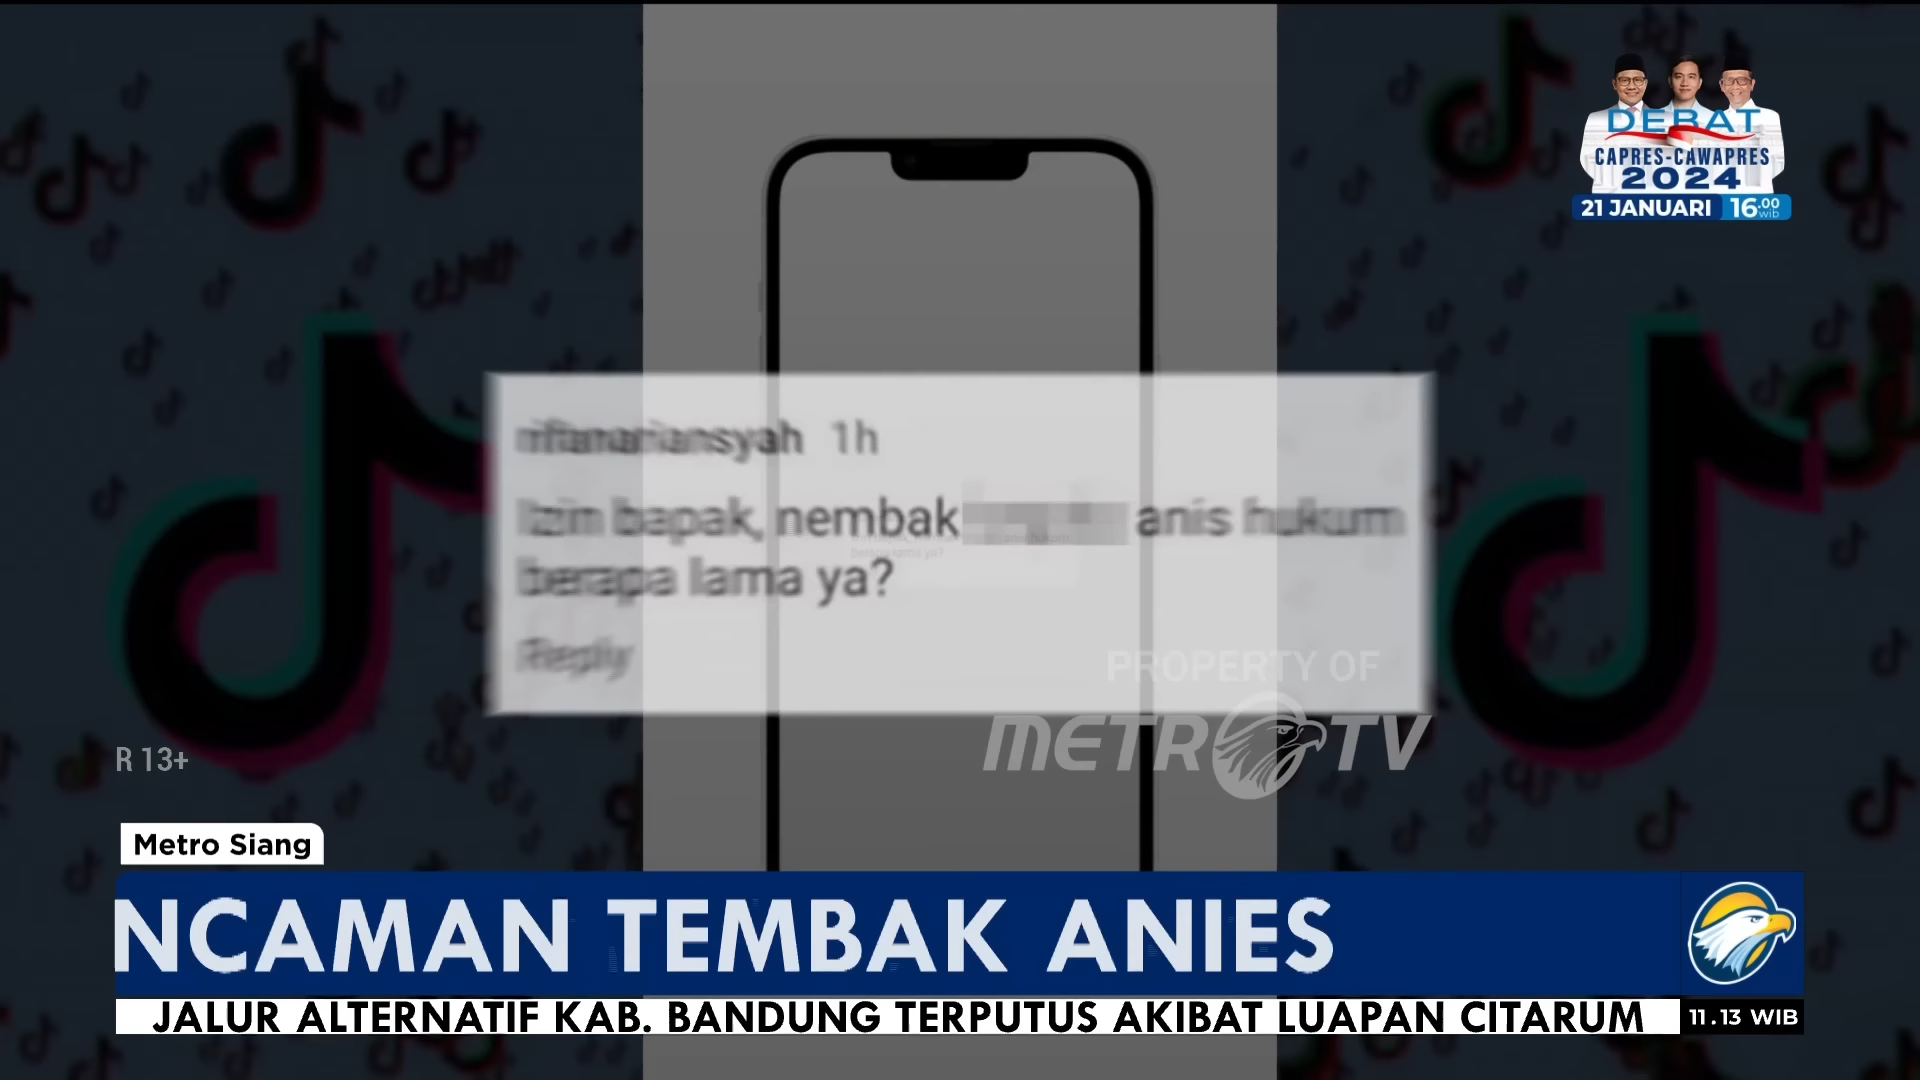 DEBAT
CAPRES-CAWAPRES
2024
21 JANUARI 16.00 wib
1h
Izin bapak, nembak anis hukum
berapa lama ya?
Reply
PROPERTY OF
METRO TV
R 13+
Metro Siang
NCAMAN TEMBAK ANIES
JALUR ALTERNATIF KAB. BANDUNG TERPUTUS AKIBAT LUAPAN CITARUM
11.13 WIB